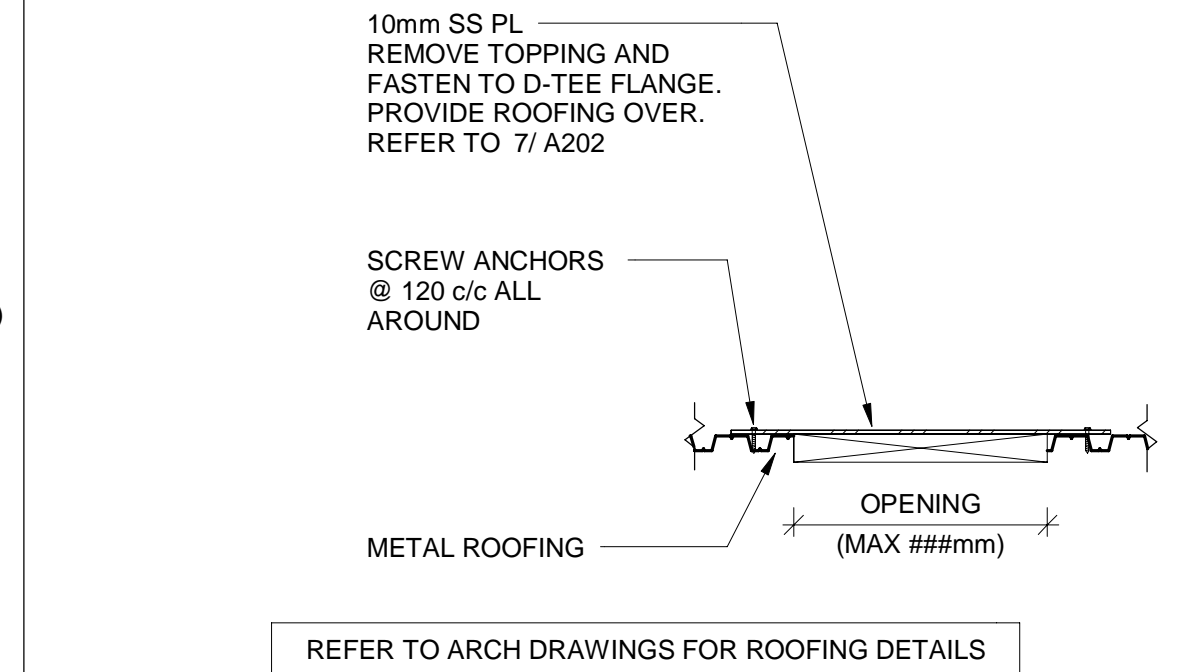 10mm SS PL
REMOVE TOPPING AND
FASTEN TO D-TEE FLANGE.
PROVIDE ROOFING OVER.
REFER TO 7/ A202
SCREW ANCHORS
@ 120 c/c ALL
AROUND
METAL ROOFING
OPENING
(MAX ###mm)
REFER TO ARCH DRAWINGS FOR ROOFING DETAILS